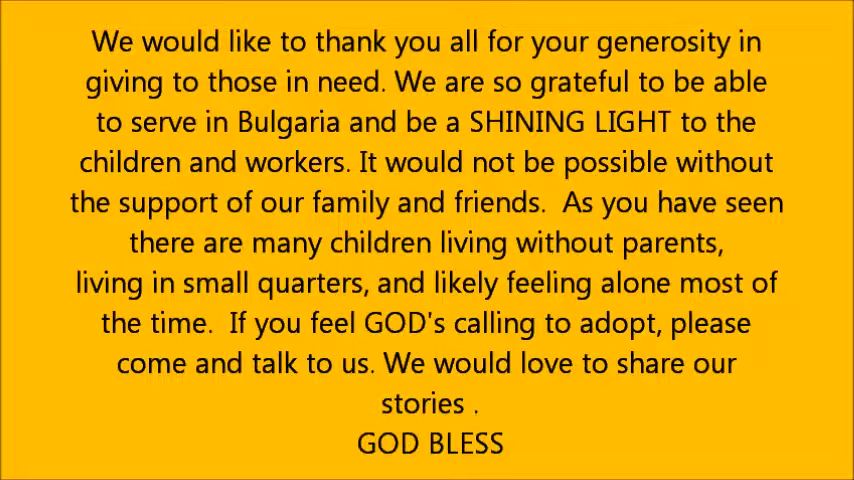 We would like to thank you all for your generosity in
giving to those in need. We are so grateful to be able
to serve in Bulgaria and be a SHINING LIGHT to the
children and workers. It would not be possible without
the support of our family and friends.  As you have seen
there are many children living without parents,
living in small quarters, and likely feeling alone most of
the time.  If you feel GOD's calling to adopt, please
come and talk to us. We would love to share our
stories .
GOD BLESS